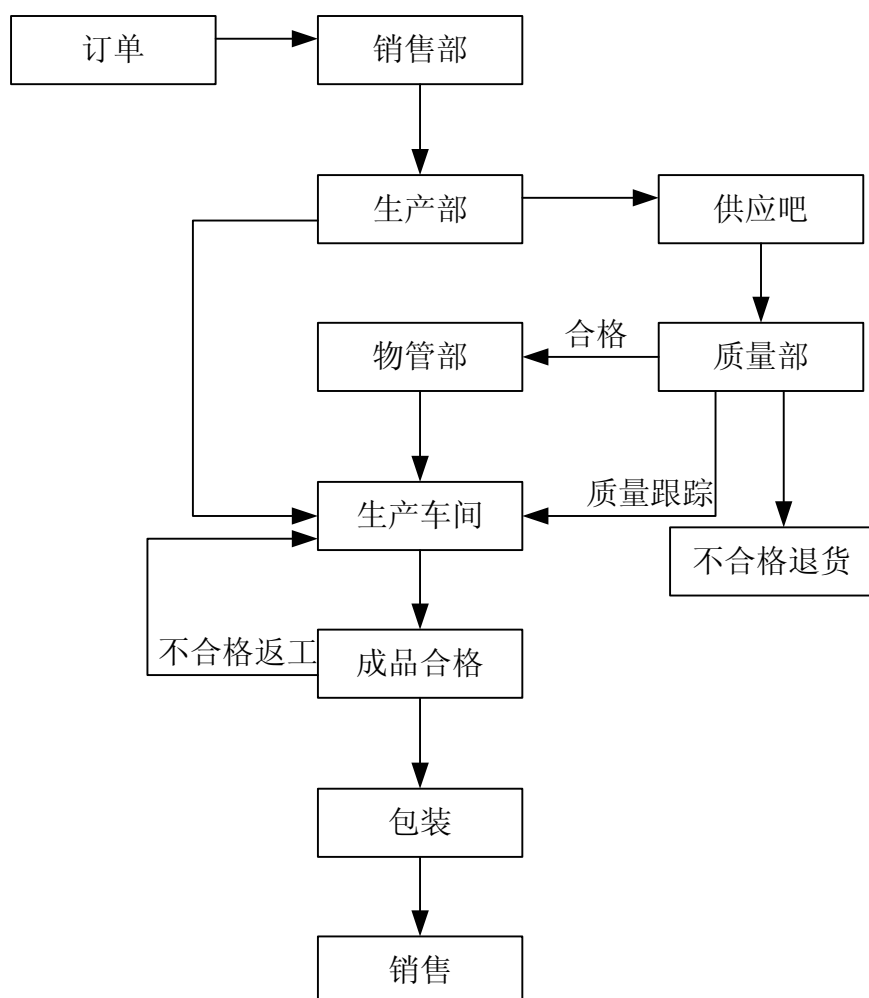 订单
销售部
生产部
供应吧
物管部
合格
质量部
生产车间
质量跟踪
不合格退货
不合格返工
成品合格
包装
销售